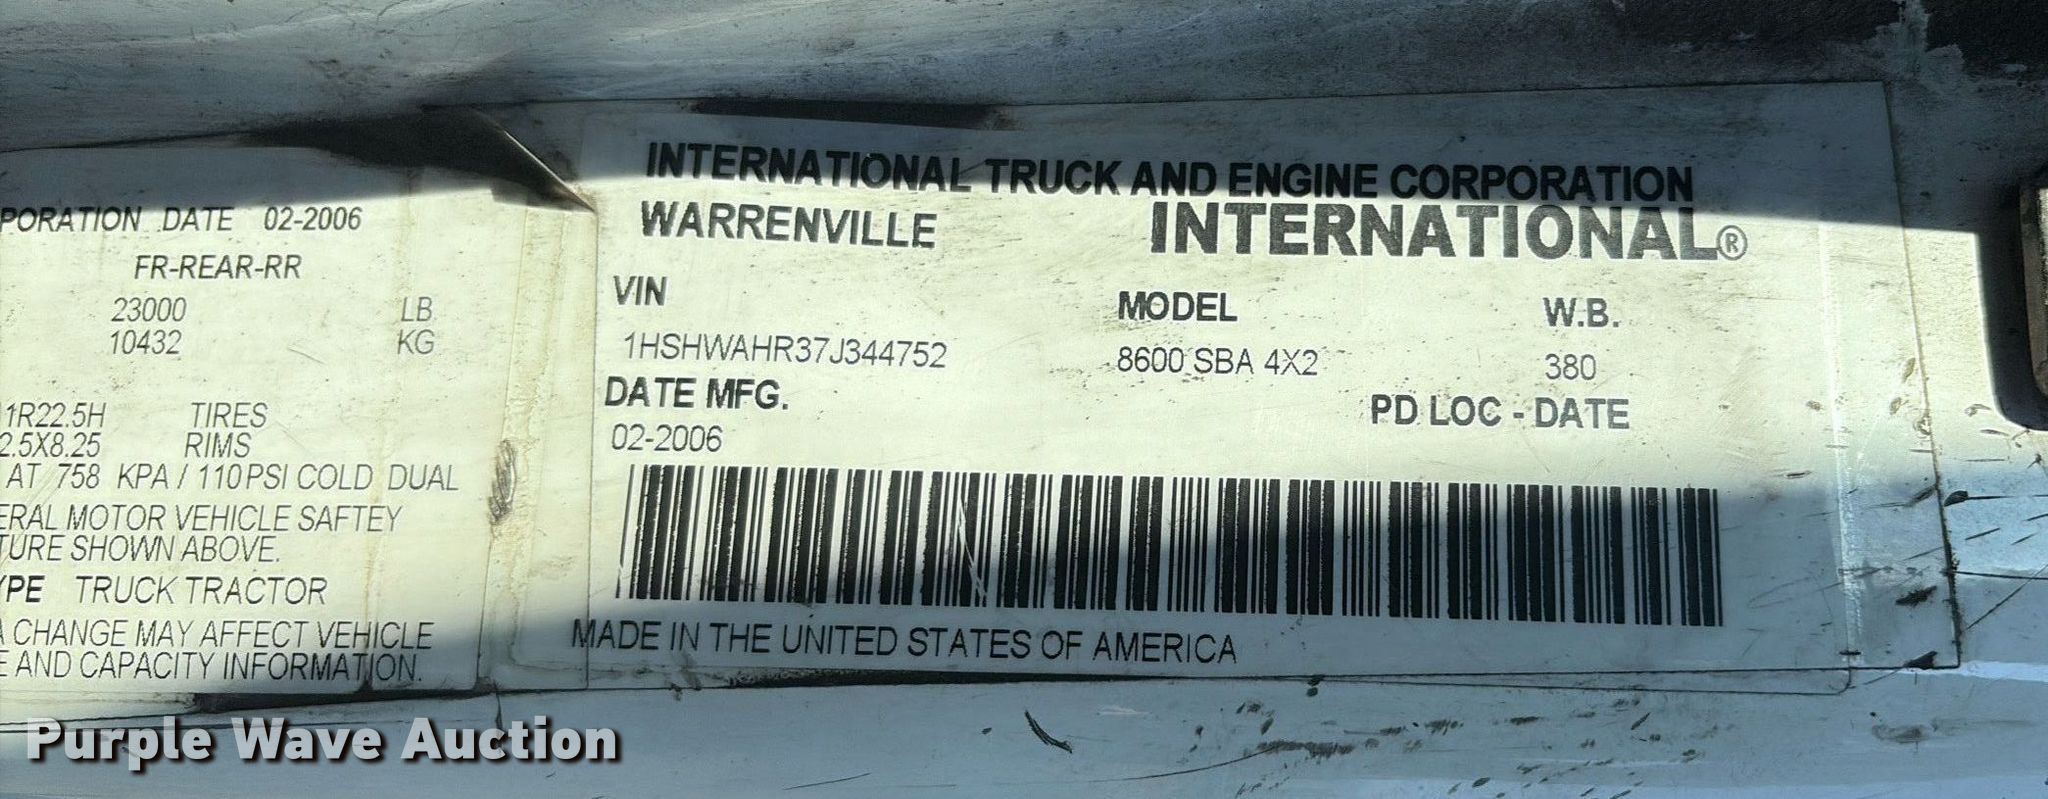 PORATION DATE 02-2006
FR-REAR-RR
23000 LB
10432 KG
1R22.5H TIRES
2.5X8.25 RIMS
AT 758 KPA / 110 PSI COLD DUAL
ERAL MOTOR VEHICLE SAFTEY
TURE SHOWN ABOVE.
YPE TRUCK TRACTOR
A CHANGE MAY AFFECT VEHICLE
E AND CAPACITY INFORMATION.
INTERNATIONAL TRUCK AND ENGINE CORPORATION
WARRENVILLE INTERNATIONAL®
VIN MODEL W.B.
1HSHWAHR37J344752 8600 SBA 4X2 380
DATE MFG. PD LOC - DATE
02-2006
MADE IN THE UNITED STATES OF AMERICA
Purple Wave Auction